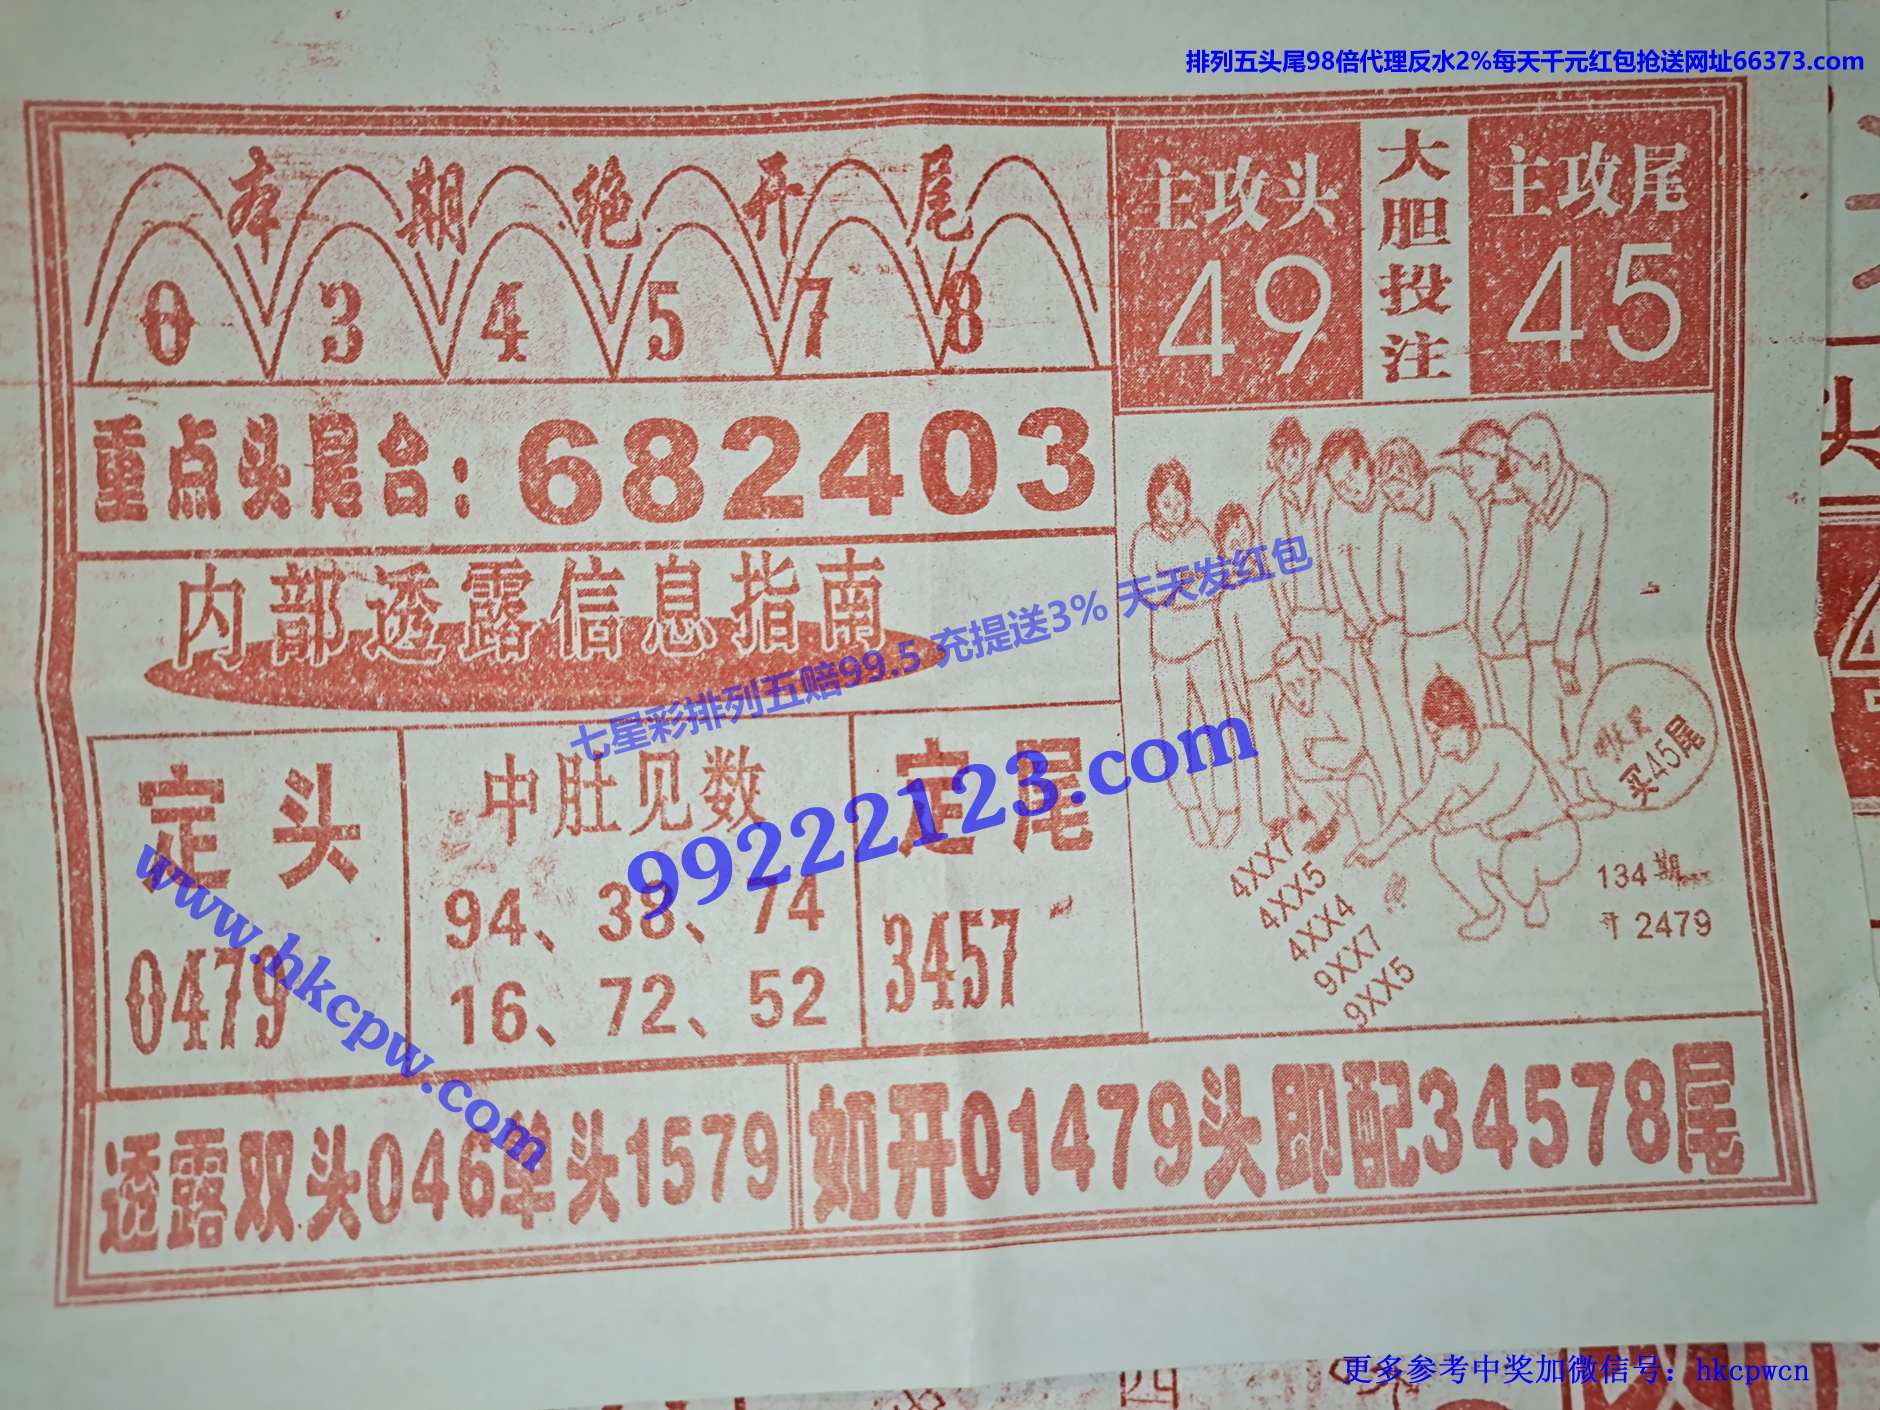 排列五头尾98倍代理反水2%每天千元红包抢送网址66373.com
本期绝开尾
0 3 4 5 7 8
主攻头
49
大胆投注
主攻尾
45
重点头尾合：682403
内部透露信息指南
七星彩排列五赔99.5 充提送3% 天天发红包
99222123.com
www.hkcpw.com
定头
0479
中肚见数
94、38、74
16、72、52
定尾
3457
买45尾
4XX7
4XX5
4XX4
9XX7
9XX5
134期
开 2479
透露双头046单头1579
如开01479头即配34578尾
更多参考中奖加微信号：hkcpwcn